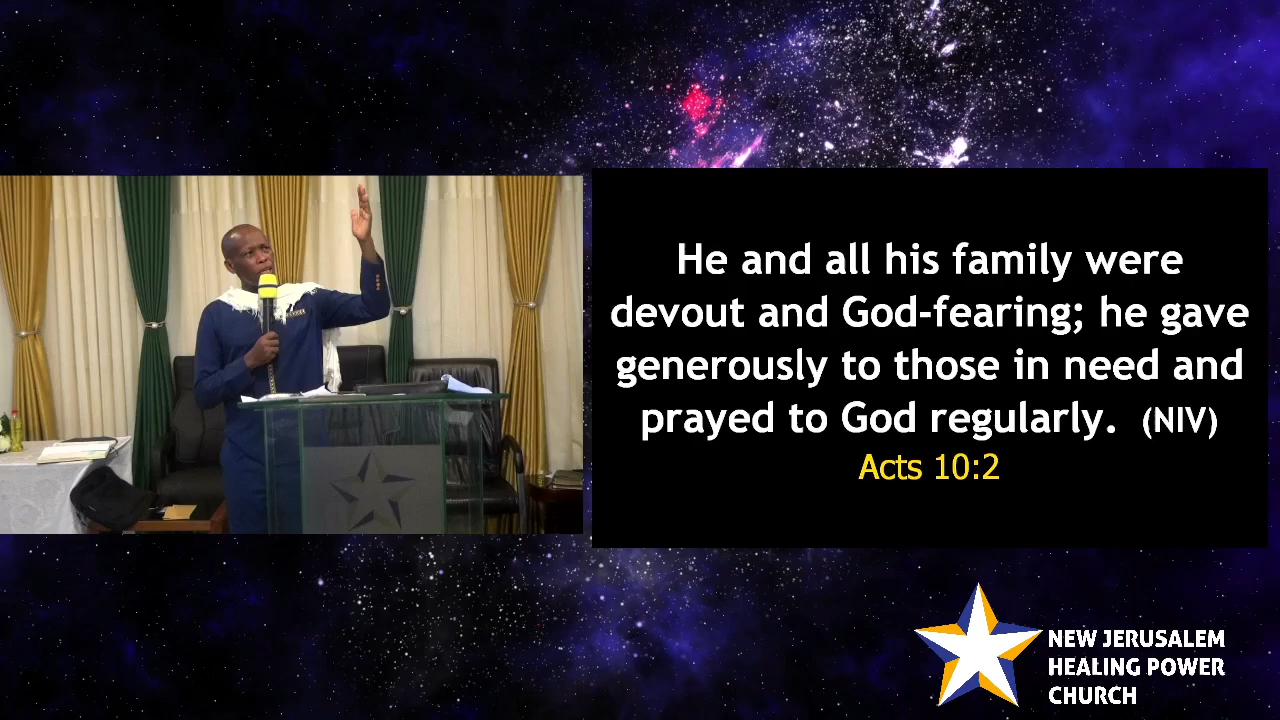 He and all his family were
devout and God-fearing; he gave
generously to those in need and
prayed to God regularly. (NIV)
Acts 10:2
NEW JERUSALEM
HEALING POWER
CHURCH